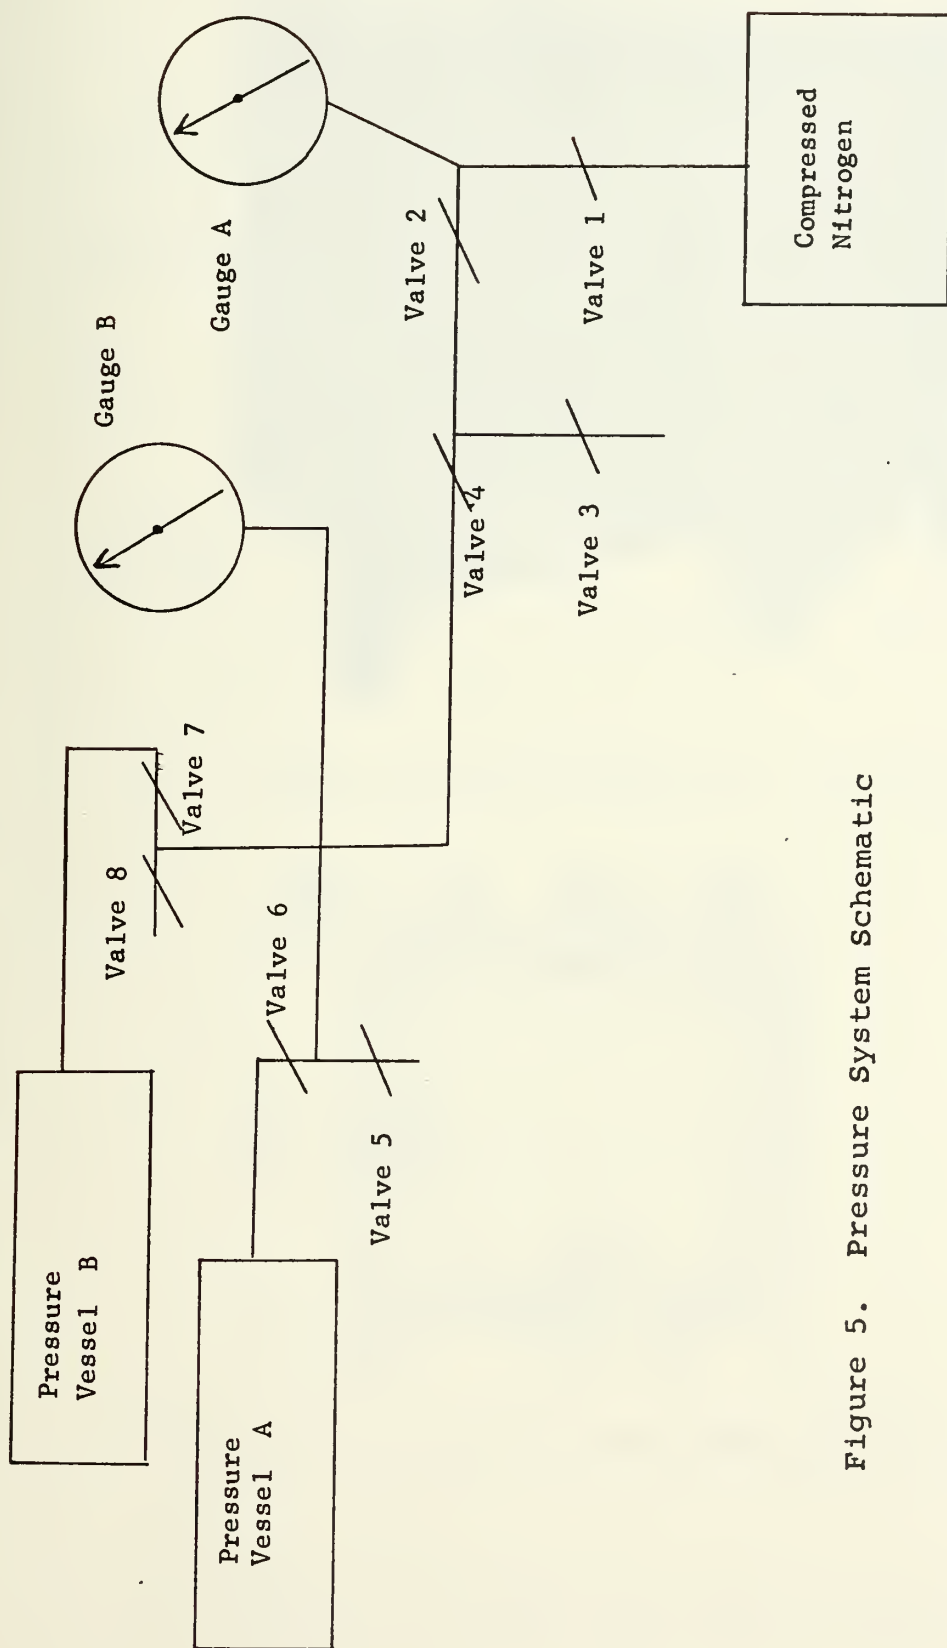 Pressure
Vessel B
Pressure
Vessel A
Valve 8
Valve 7
Valve 6
Valve 5
Gauge B
Gauge A
Valve 4
Valve 3
Valve 2
Valve 1
Compressed
Nitrogen
Figure 5. Pressure System Schematic